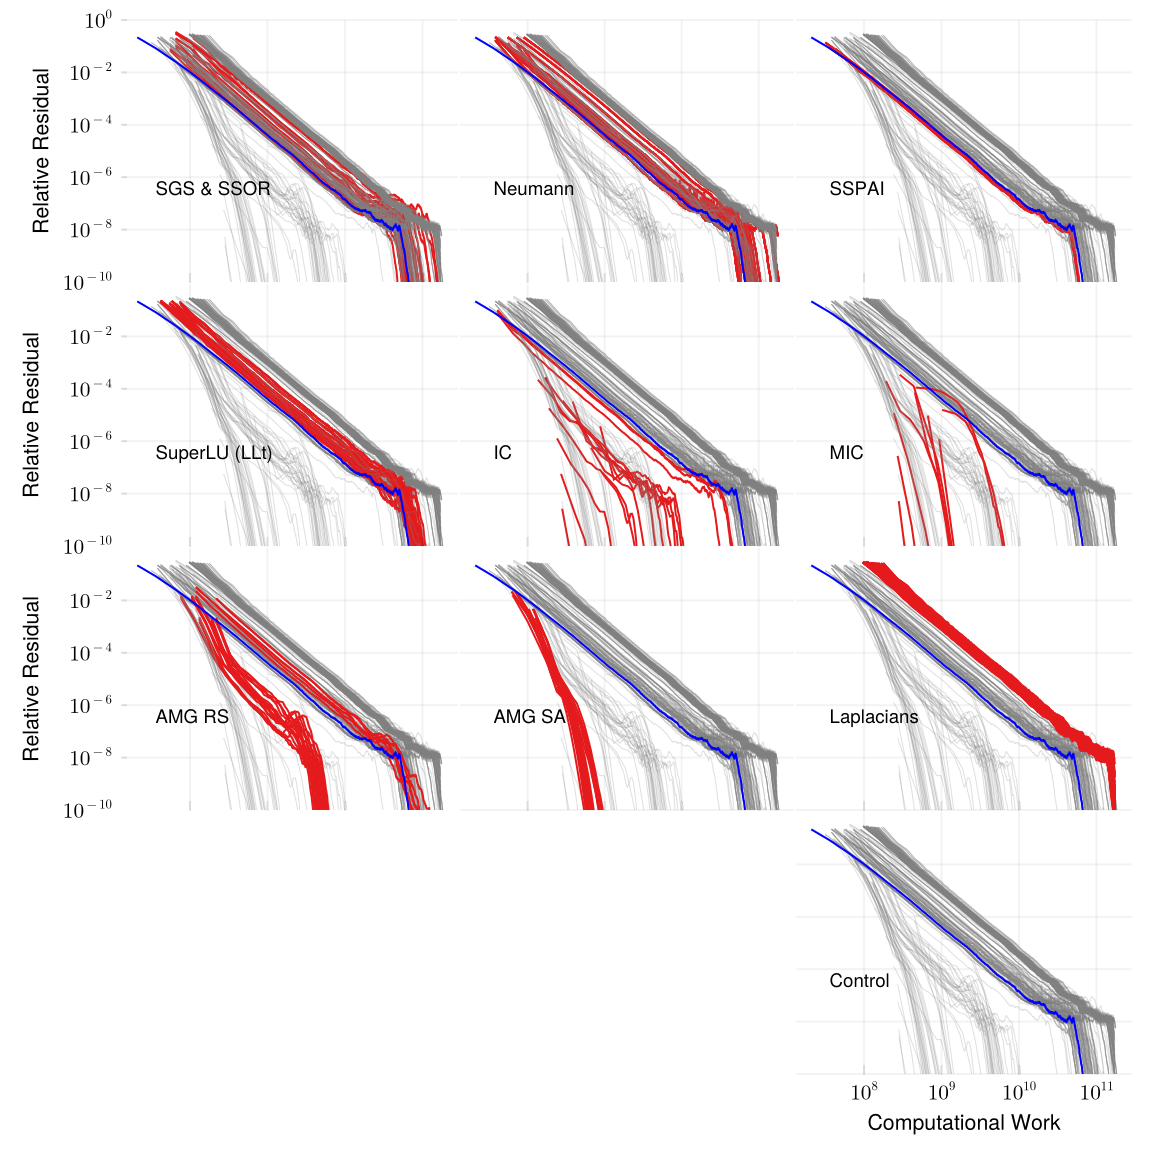 10^0
10^−2
10^−4
10^−6
10^−8
10^−10
Relative Residual
SGS & SSOR
Neumann
SSPAI
10^−2
10^−4
10^−6
10^−8
10^−10
Relative Residual
SuperLU (LLt)
IC
MIC
10^−2
10^−4
10^−6
10^−8
10^−10
Relative Residual
AMG RS
AMG SA
Laplacians
Control
10^8
10^9
10^10
10^11
Computational Work